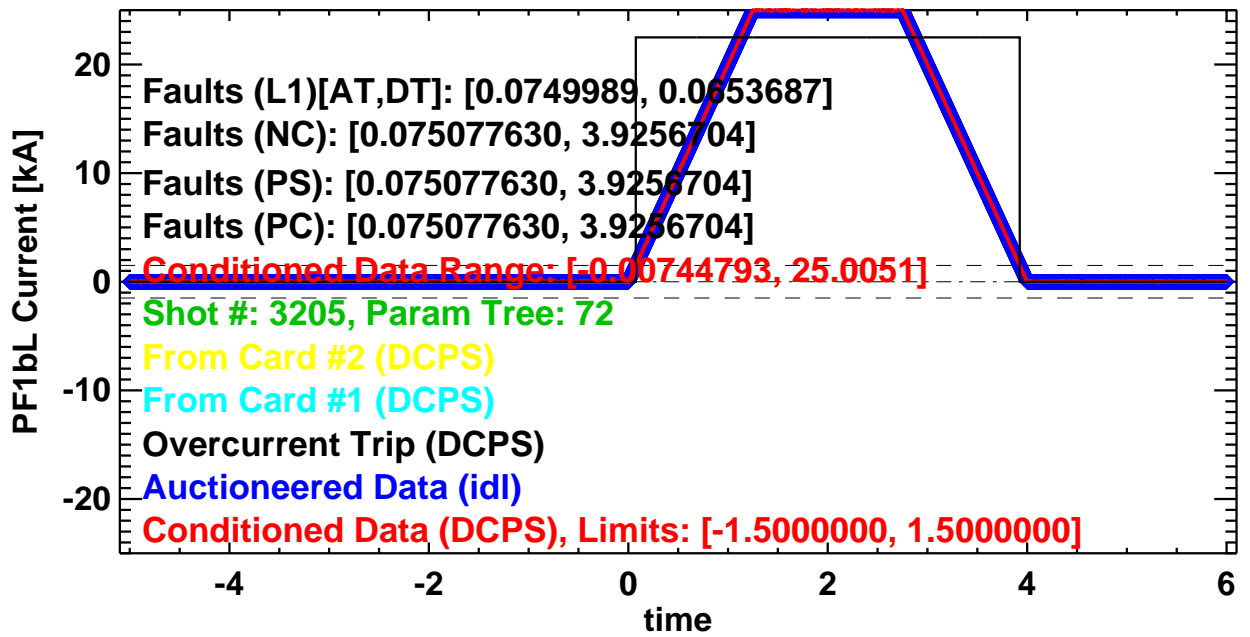 PF1bL Current [kA]
20
10
0
-10
-20
Faults (L1)[AT,DT]: [0.0749989, 0.0653687]
Faults (NC): [0.075077630, 3.9256704]
Faults (PS): [0.075077630, 3.9256704]
Faults (PC): [0.075077630, 3.9256704]
Conditioned Data Range: [-0.00744793, 25.0051]
Shot #: 3205, Param Tree: 72
From Card #2 (DCPS)
From Card #1 (DCPS)
Overcurrent Trip (DCPS)
Auctioneered Data (idl)
Conditioned Data (DCPS), Limits: [-1.5000000, 1.5000000]
-4 -2 0 2 4 6
time